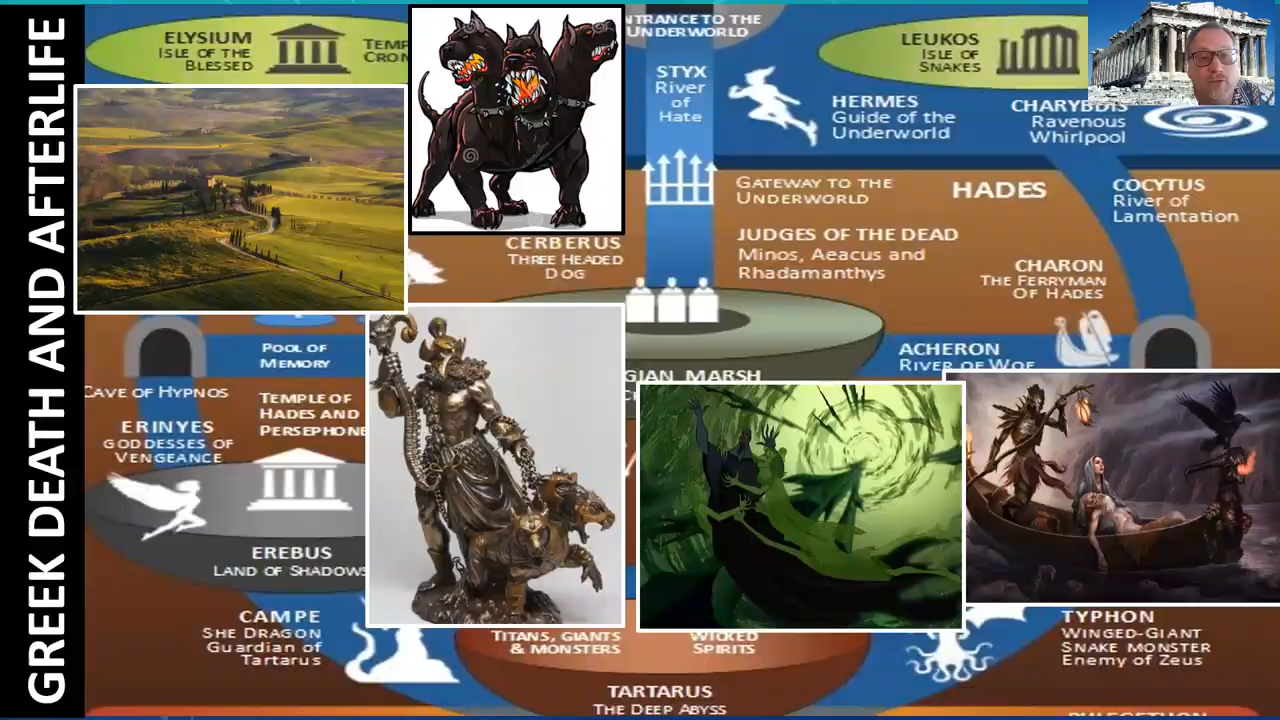 GREEK DEATH AND AFTERLIFE
ELYSIUM
ISLE OF THE
BLESSED
ENTRANCE TO THE
UNDERWORLD
LEUKOS
ISLE OF
SNAKES
STYX
River
of
Hate
HERMES
Guide of the
Underworld
CHARYBDIS
Ravenous
Whirlpool
GATEWAY TO THE
UNDERWORLD
HADES
COCYTUS
River of
Lamentation
CERBERUS
THREE HEADED
DOG
JUDGES OF THE DEAD
Minos, Aeacus and
Rhadamanthys
CHARON
THE FERRYMAN
OF HADES
POOL OF
MEMORY
ACHERON
RIVER OF WOE
MARSH
CAVE OF HYPNOS
TEMPLE OF
HADES AND
PERSEPHONE
ERINYES
GODDESSES OF
VENGEANCE
EREBUS
LAND OF SHADOWS
CAMPE
SHE DRAGON
Guardian of
Tartarus
TITANS, GIANTS
& MONSTERS
WICKED
SPIRITS
TYPHON
WINGED-GIANT
SNAKE MONSTER
Enemy of Zeus
TARTARUS
THE DEEP ABYSS